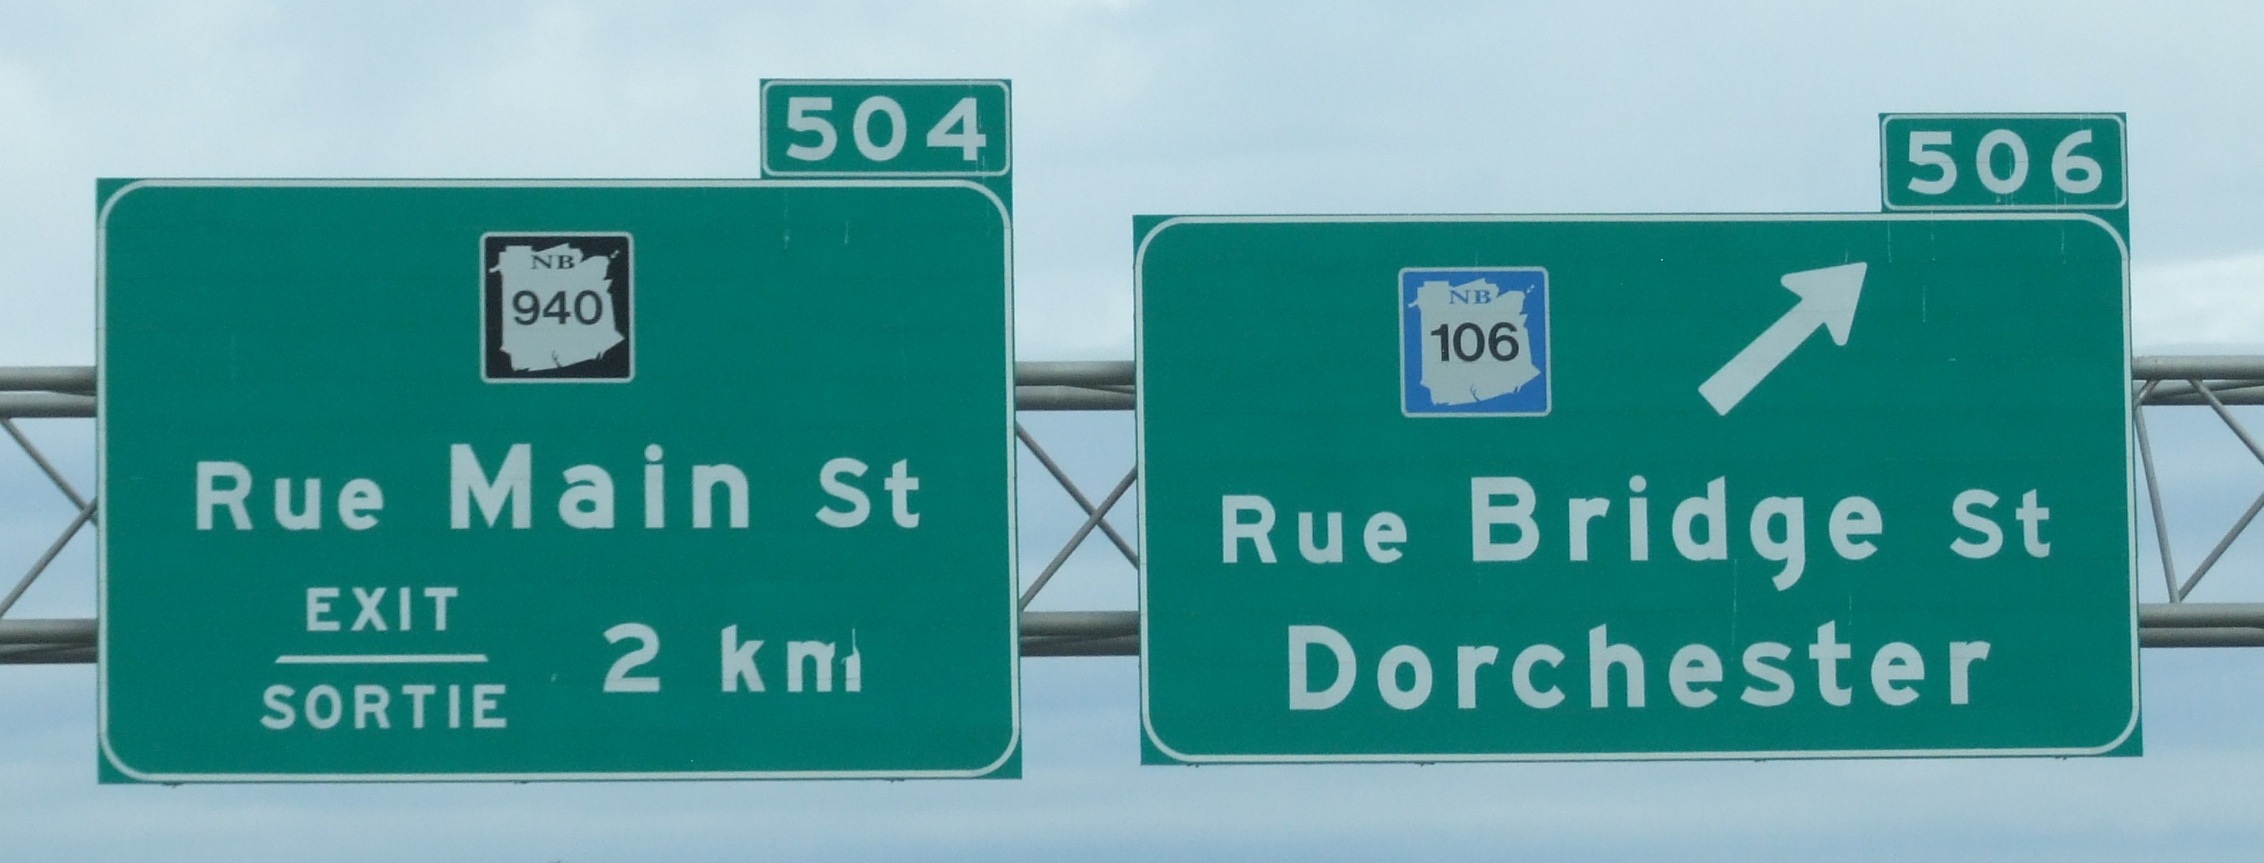 504
NB
940
Rue Main St
EXIT
SORTIE
2 km
506
NB
106
Rue Bridge St
Dorchester